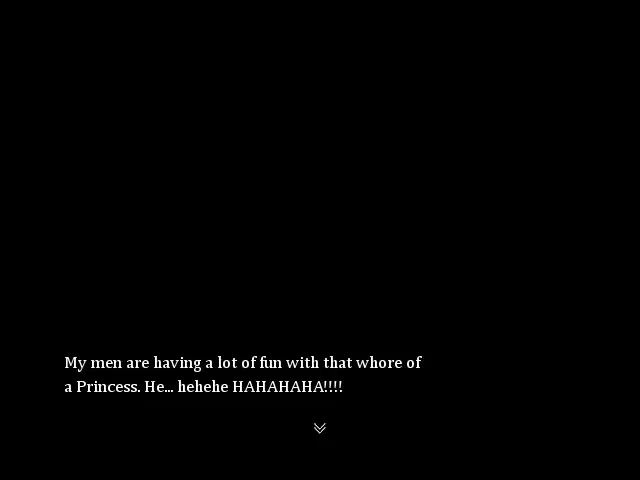 My men are having a lot of fun with that whore of
a Princess. He... hehehe HAHAHAHA!!!!